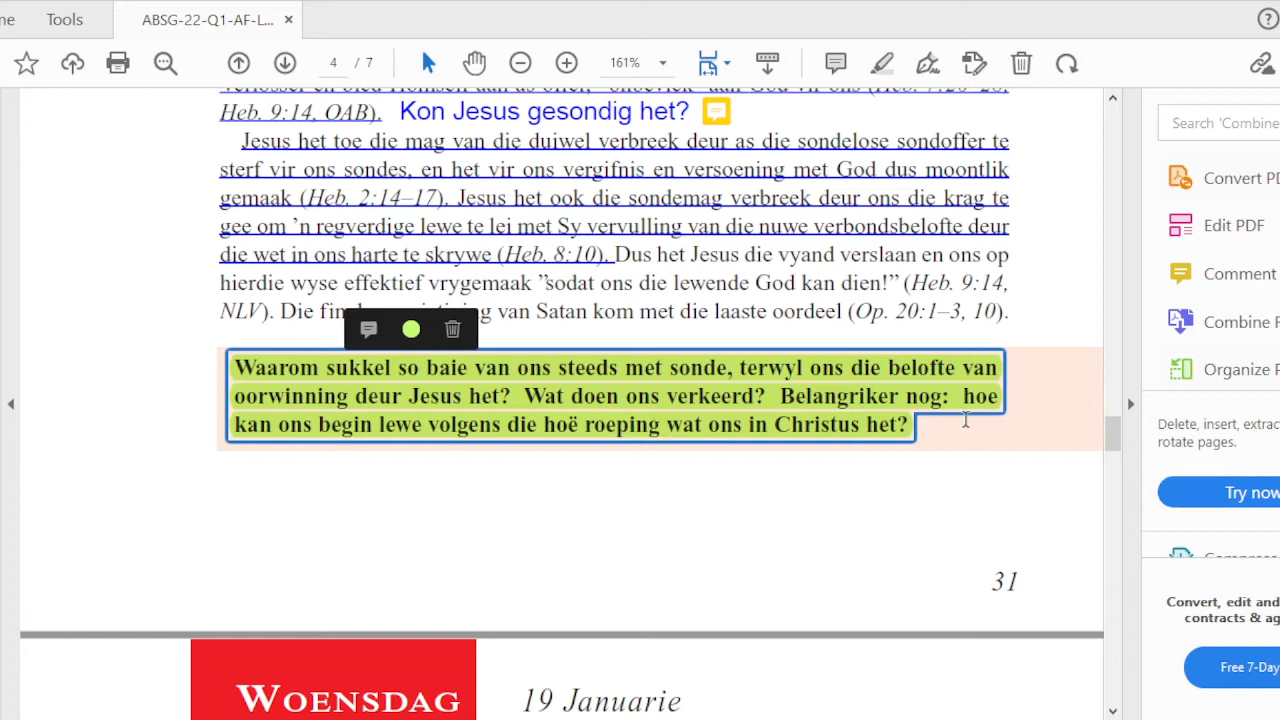 me
Tools
ABSG-22-Q1-AF-L...
4 / 7
161%
Heb. 9:14, OAB).
Kon Jesus gesondig het?
Jesus het toe die mag van die duiwel verbreek deur as die sondelose sondoffer te
sterf vir ons sondes, en het vir ons vergifnis en versoening met God dus moontlik
gemaak (Heb. 2:14–17). Jesus het ook die sondemag verbreek deur ons die krag te
gee om ’n regverdige lewe te lei met Sy vervulling van die nuwe verbondsbelofte deur
die wet in ons harte te skrywe (Heb. 8:10). Dus het Jesus die vyand verslaan en ons op
hierdie wyse effektief vrygemaak ”sodat ons die lewende God kan dien!” (Heb. 9:14,
NLV). Die fin van Satan kom met die laaste oordeel (Op. 20:1–3, 10).
Waarom sukkel so baie van ons steeds met sonde, terwyl ons die belofte van
oorwinning deur Jesus het? Wat doen ons verkeerd? Belangriker nog: hoe
kan ons begin lewe volgens die hoë roeping wat ons in Christus het?
31
WOENSDAG
19 Januarie
Search 'Combine
Convert PD
Edit PDF
Comment
Combine F
Organize P
Delete, insert, extrac
rotate pages.
Try now
Convert, edit and
contracts & ag
Free 7-Day